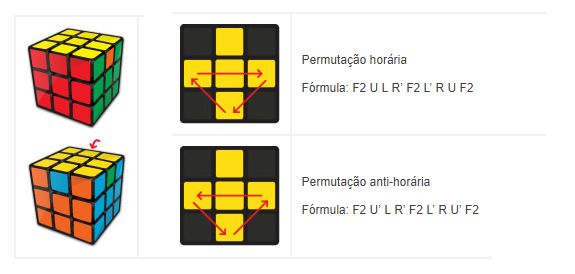 Permutação horária
Fórmula: F2 U L R’ F2 L’ R U F2
Permutação anti-horária
Fórmula: F2 U’ L R’ F2 L’ R U’ F2